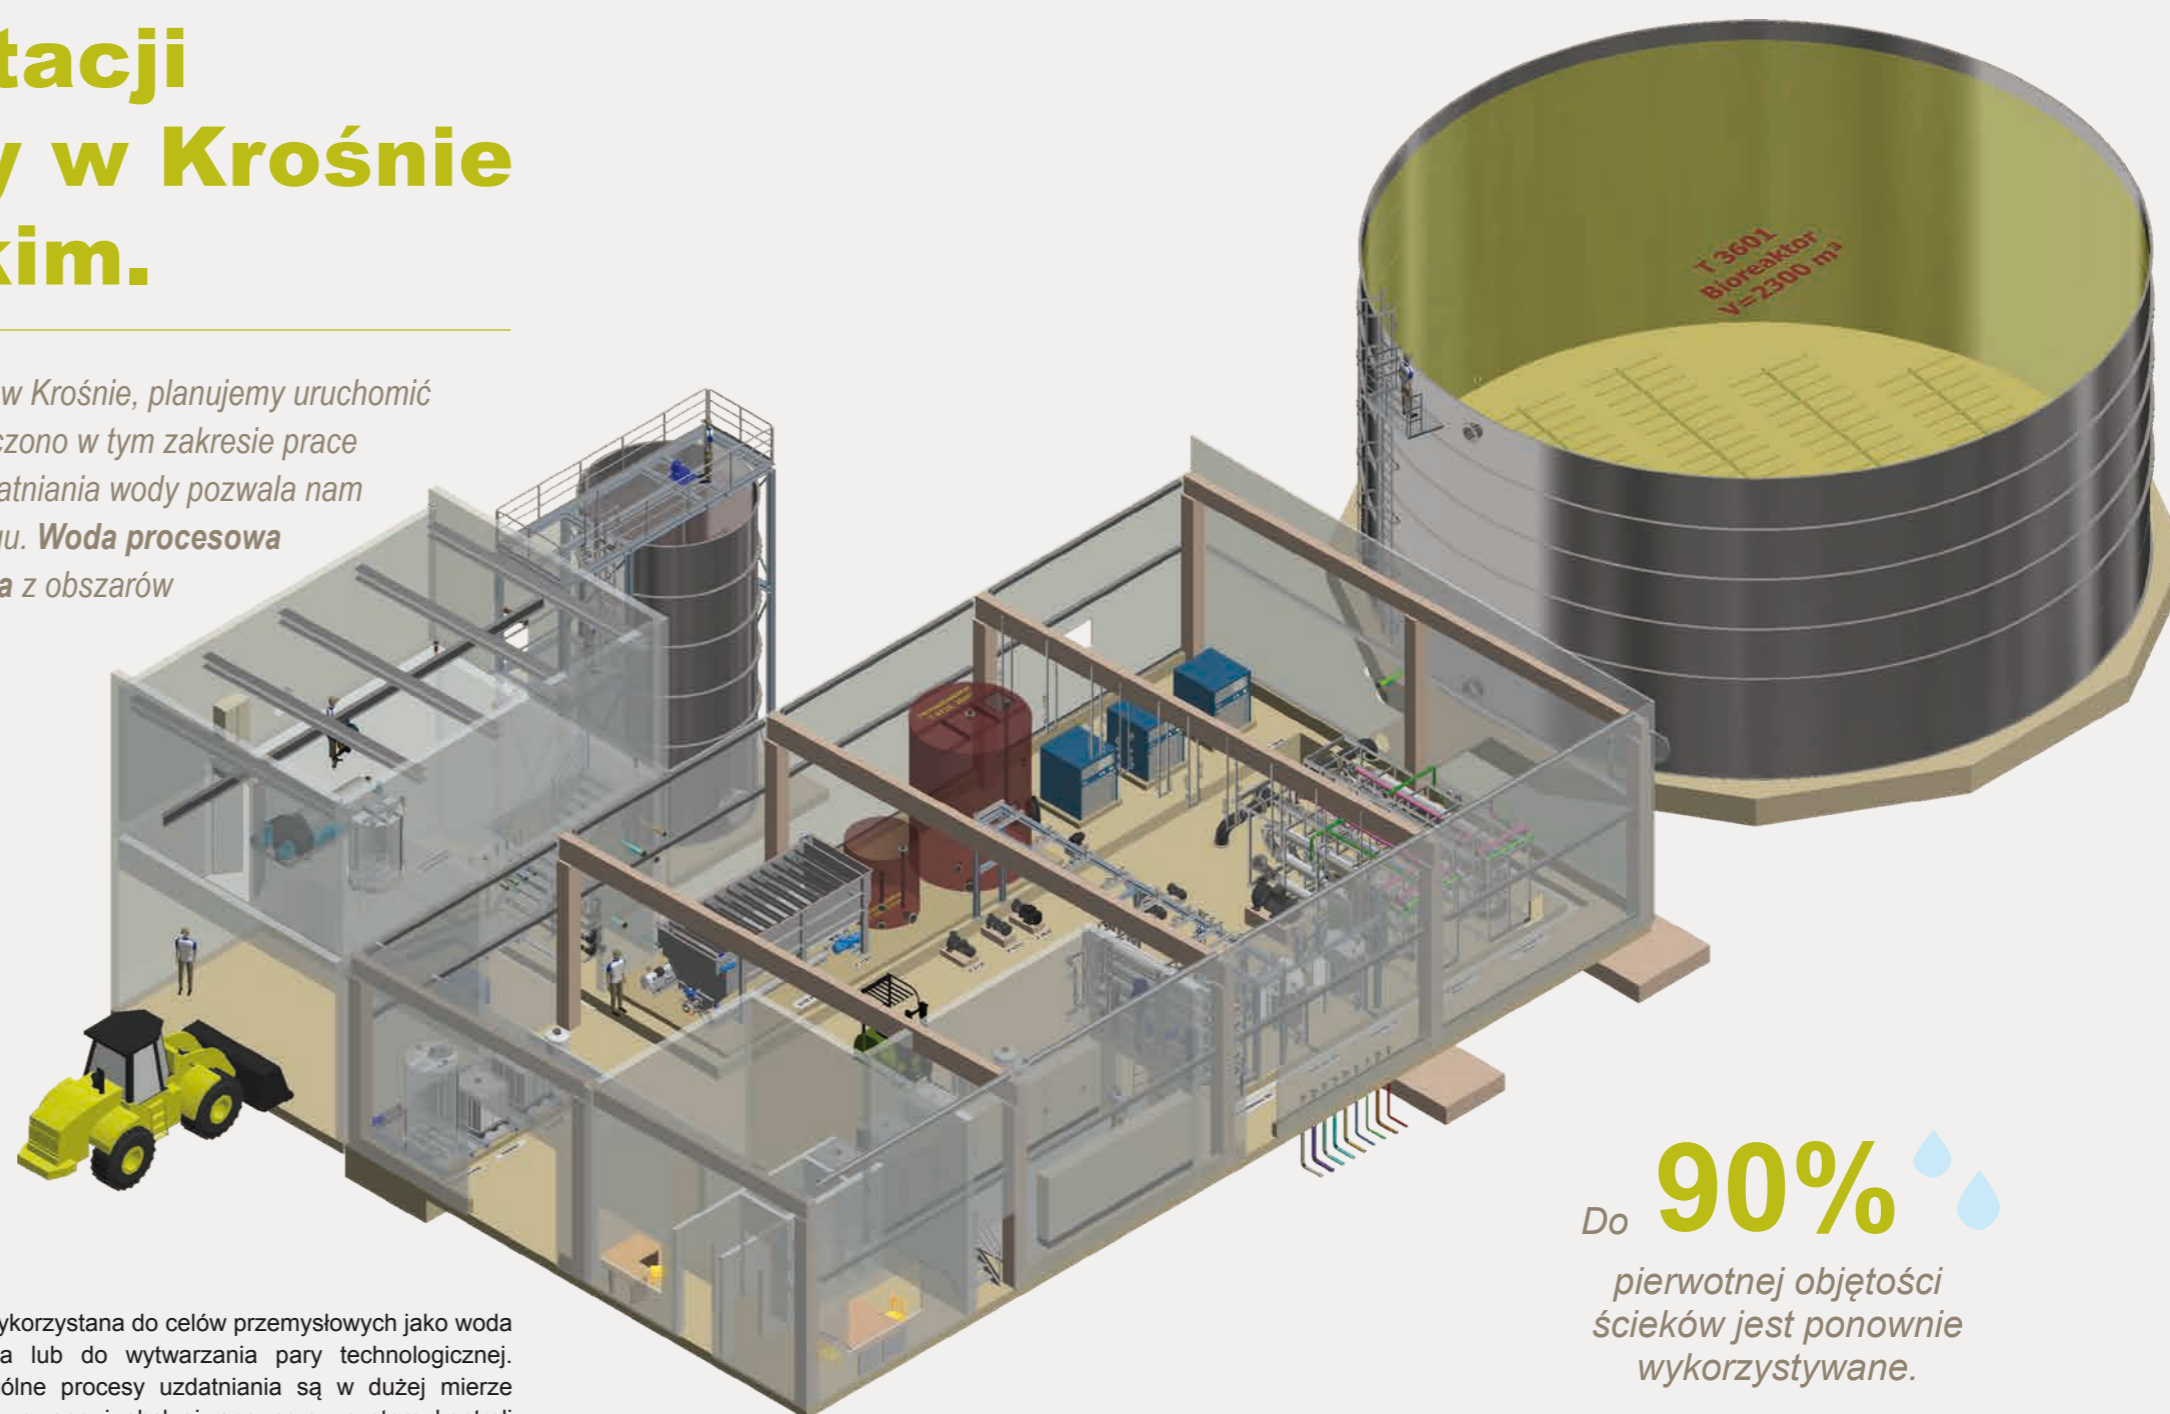 tacji
y w Krośnie
kim.
w Krośnie, planujemy uruchomić
czono w tym zakresie prace
atniania wody pozwala nam
u. Woda procesowa
a z obszarów
T 3601
Bioreaktor
V=2300 m³
Do 90%
pierwotnej objętości
ścieków jest ponownie
wykorzystywane.
ykorzystana do celów przemysłowych jako woda
a lub do wytwarzania pary technologicznej.
ólne procesy uzdatniania są w dużej mierze